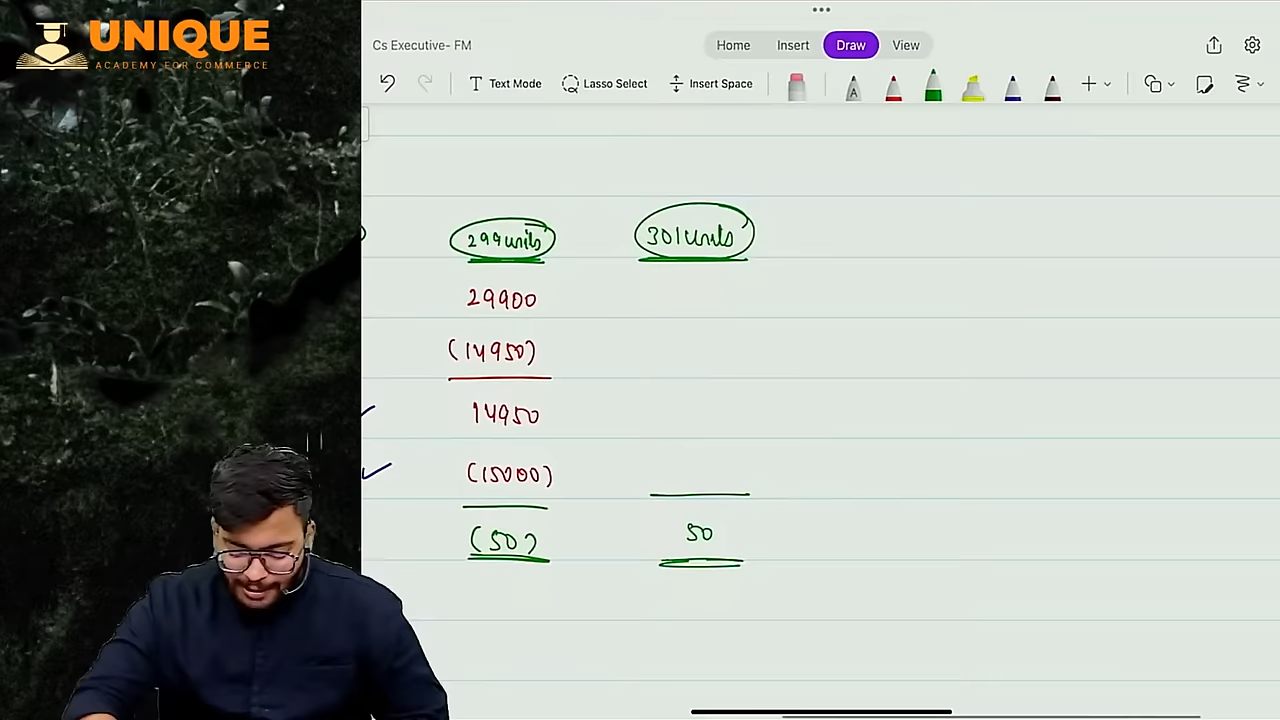 UNIQUE
ACADEMY FOR COMMERCE
Cs Executive- FM
Home Insert Draw View
Text Mode Lasso Select Insert Space
A
299 units 301 units
29900
(14950)
14950
(15000)
(50) 50